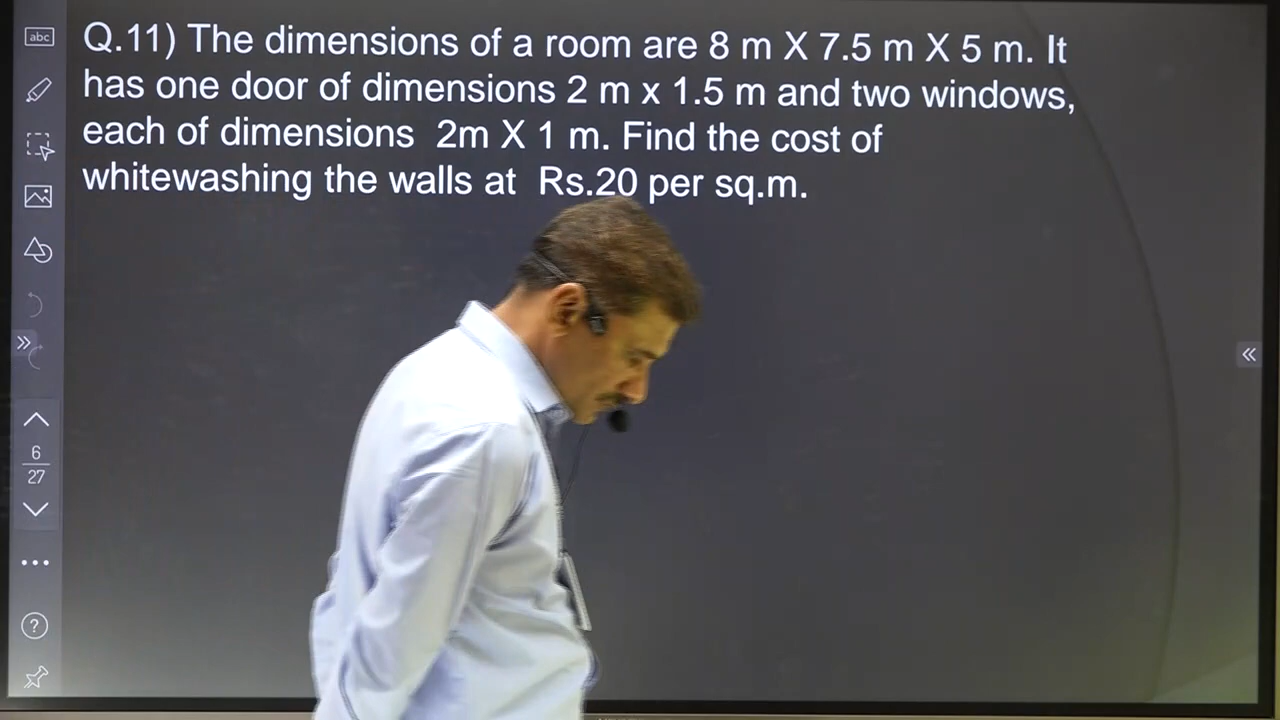 abc
Q.11) The dimensions of a room are 8 m X 7.5 m X 5 m. It
has one door of dimensions 2 m x 1.5 m and two windows,
each of dimensions 2m X 1 m. Find the cost of
whitewashing the walls at Rs.20 per sq.m.
6
27
?